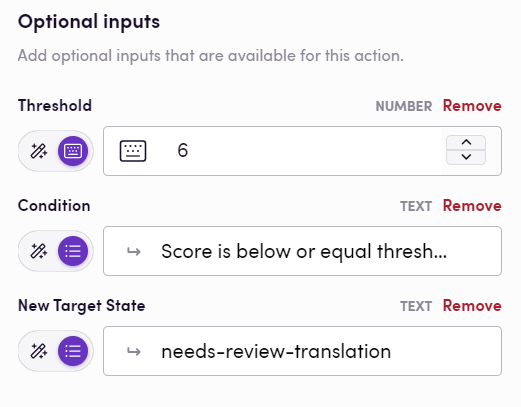 Optional inputs
Add optional inputs that are available for this action.
Threshold NUMBER Remove
6
Condition TEXT Remove
Score is below or equal thresh...
New Target State TEXT Remove
needs-review-translation